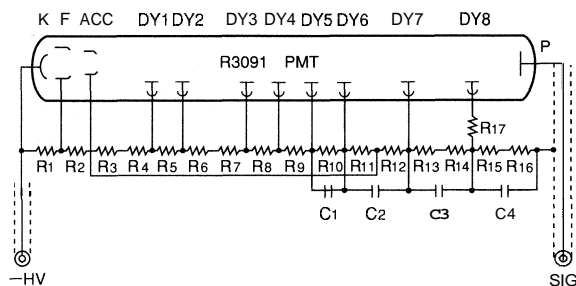 K F ACC DY1 DY2 DY3 DY4 DY5 DY6 DY7 DY8
P
R3091 PMT
R17
R1 R2 R3 R4 R5 R6 R7 R8 R9 R10 R11 R12 R13 R14 R15 R16
C1 C2 C3 C4
−HV SIG